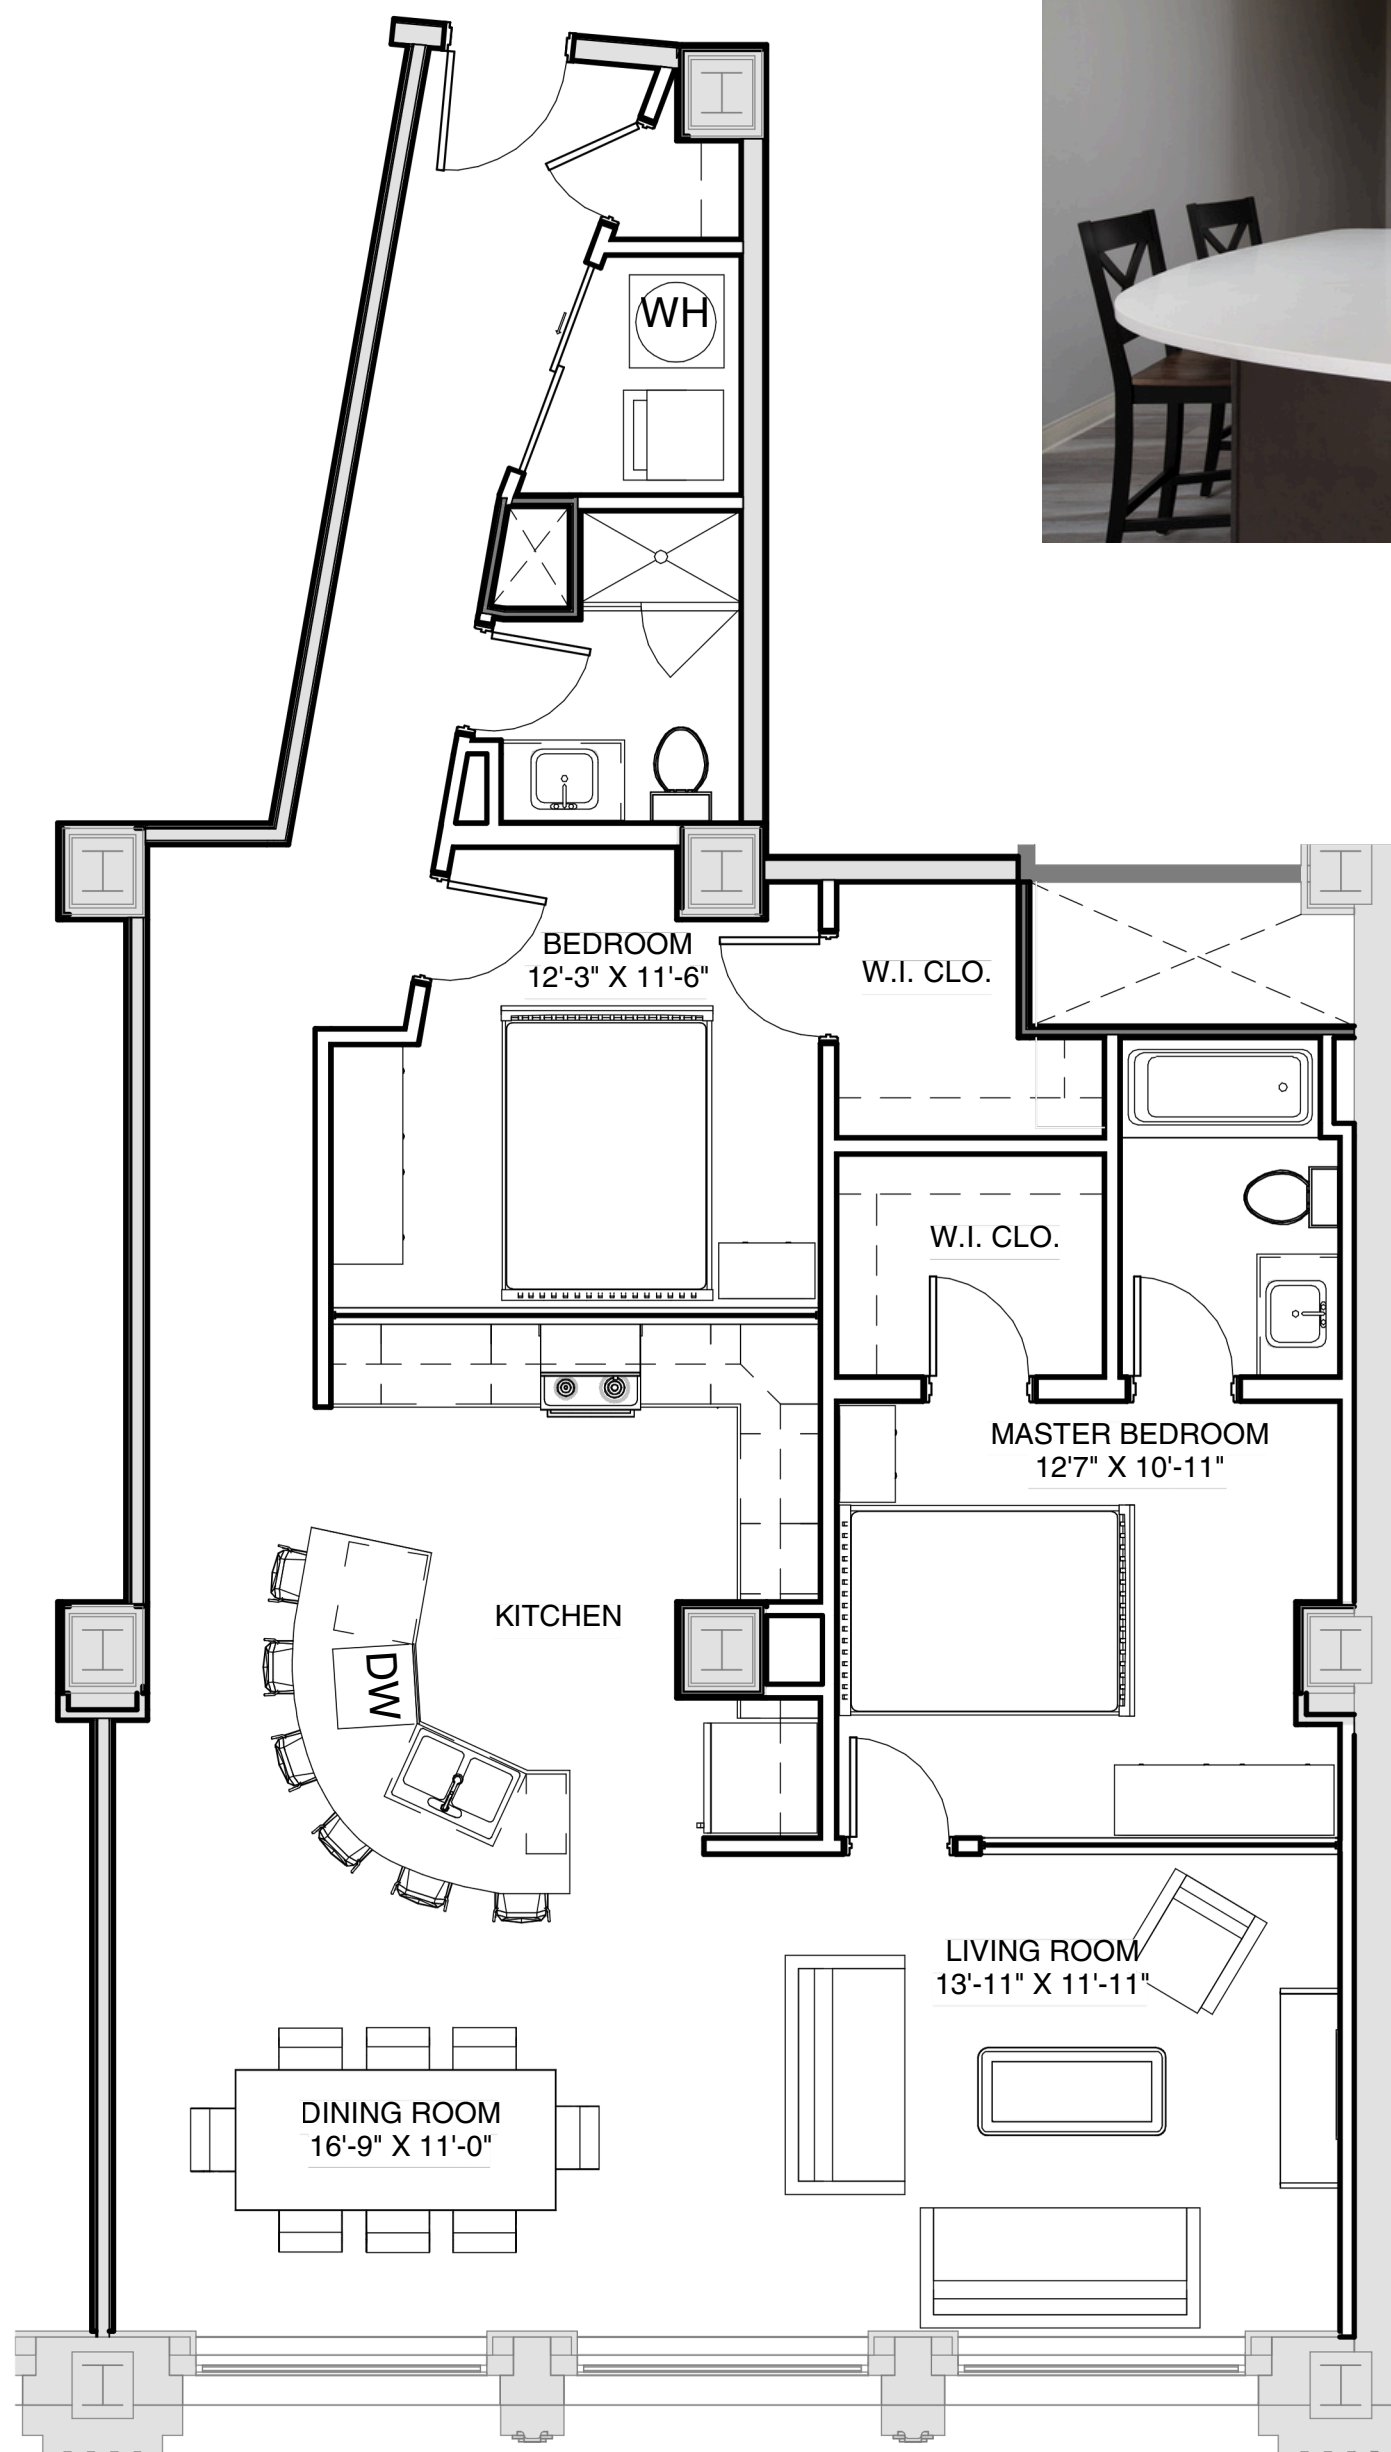 WH
BEDROOM
12'-3" X 11'-6"
W.I. CLO.
W.I. CLO.
MASTER BEDROOM
12'7" X 10'-11"
KITCHEN
DW
LIVING ROOM
13'-11" X 11'-11"
DINING ROOM
16'-9" X 11'-0"